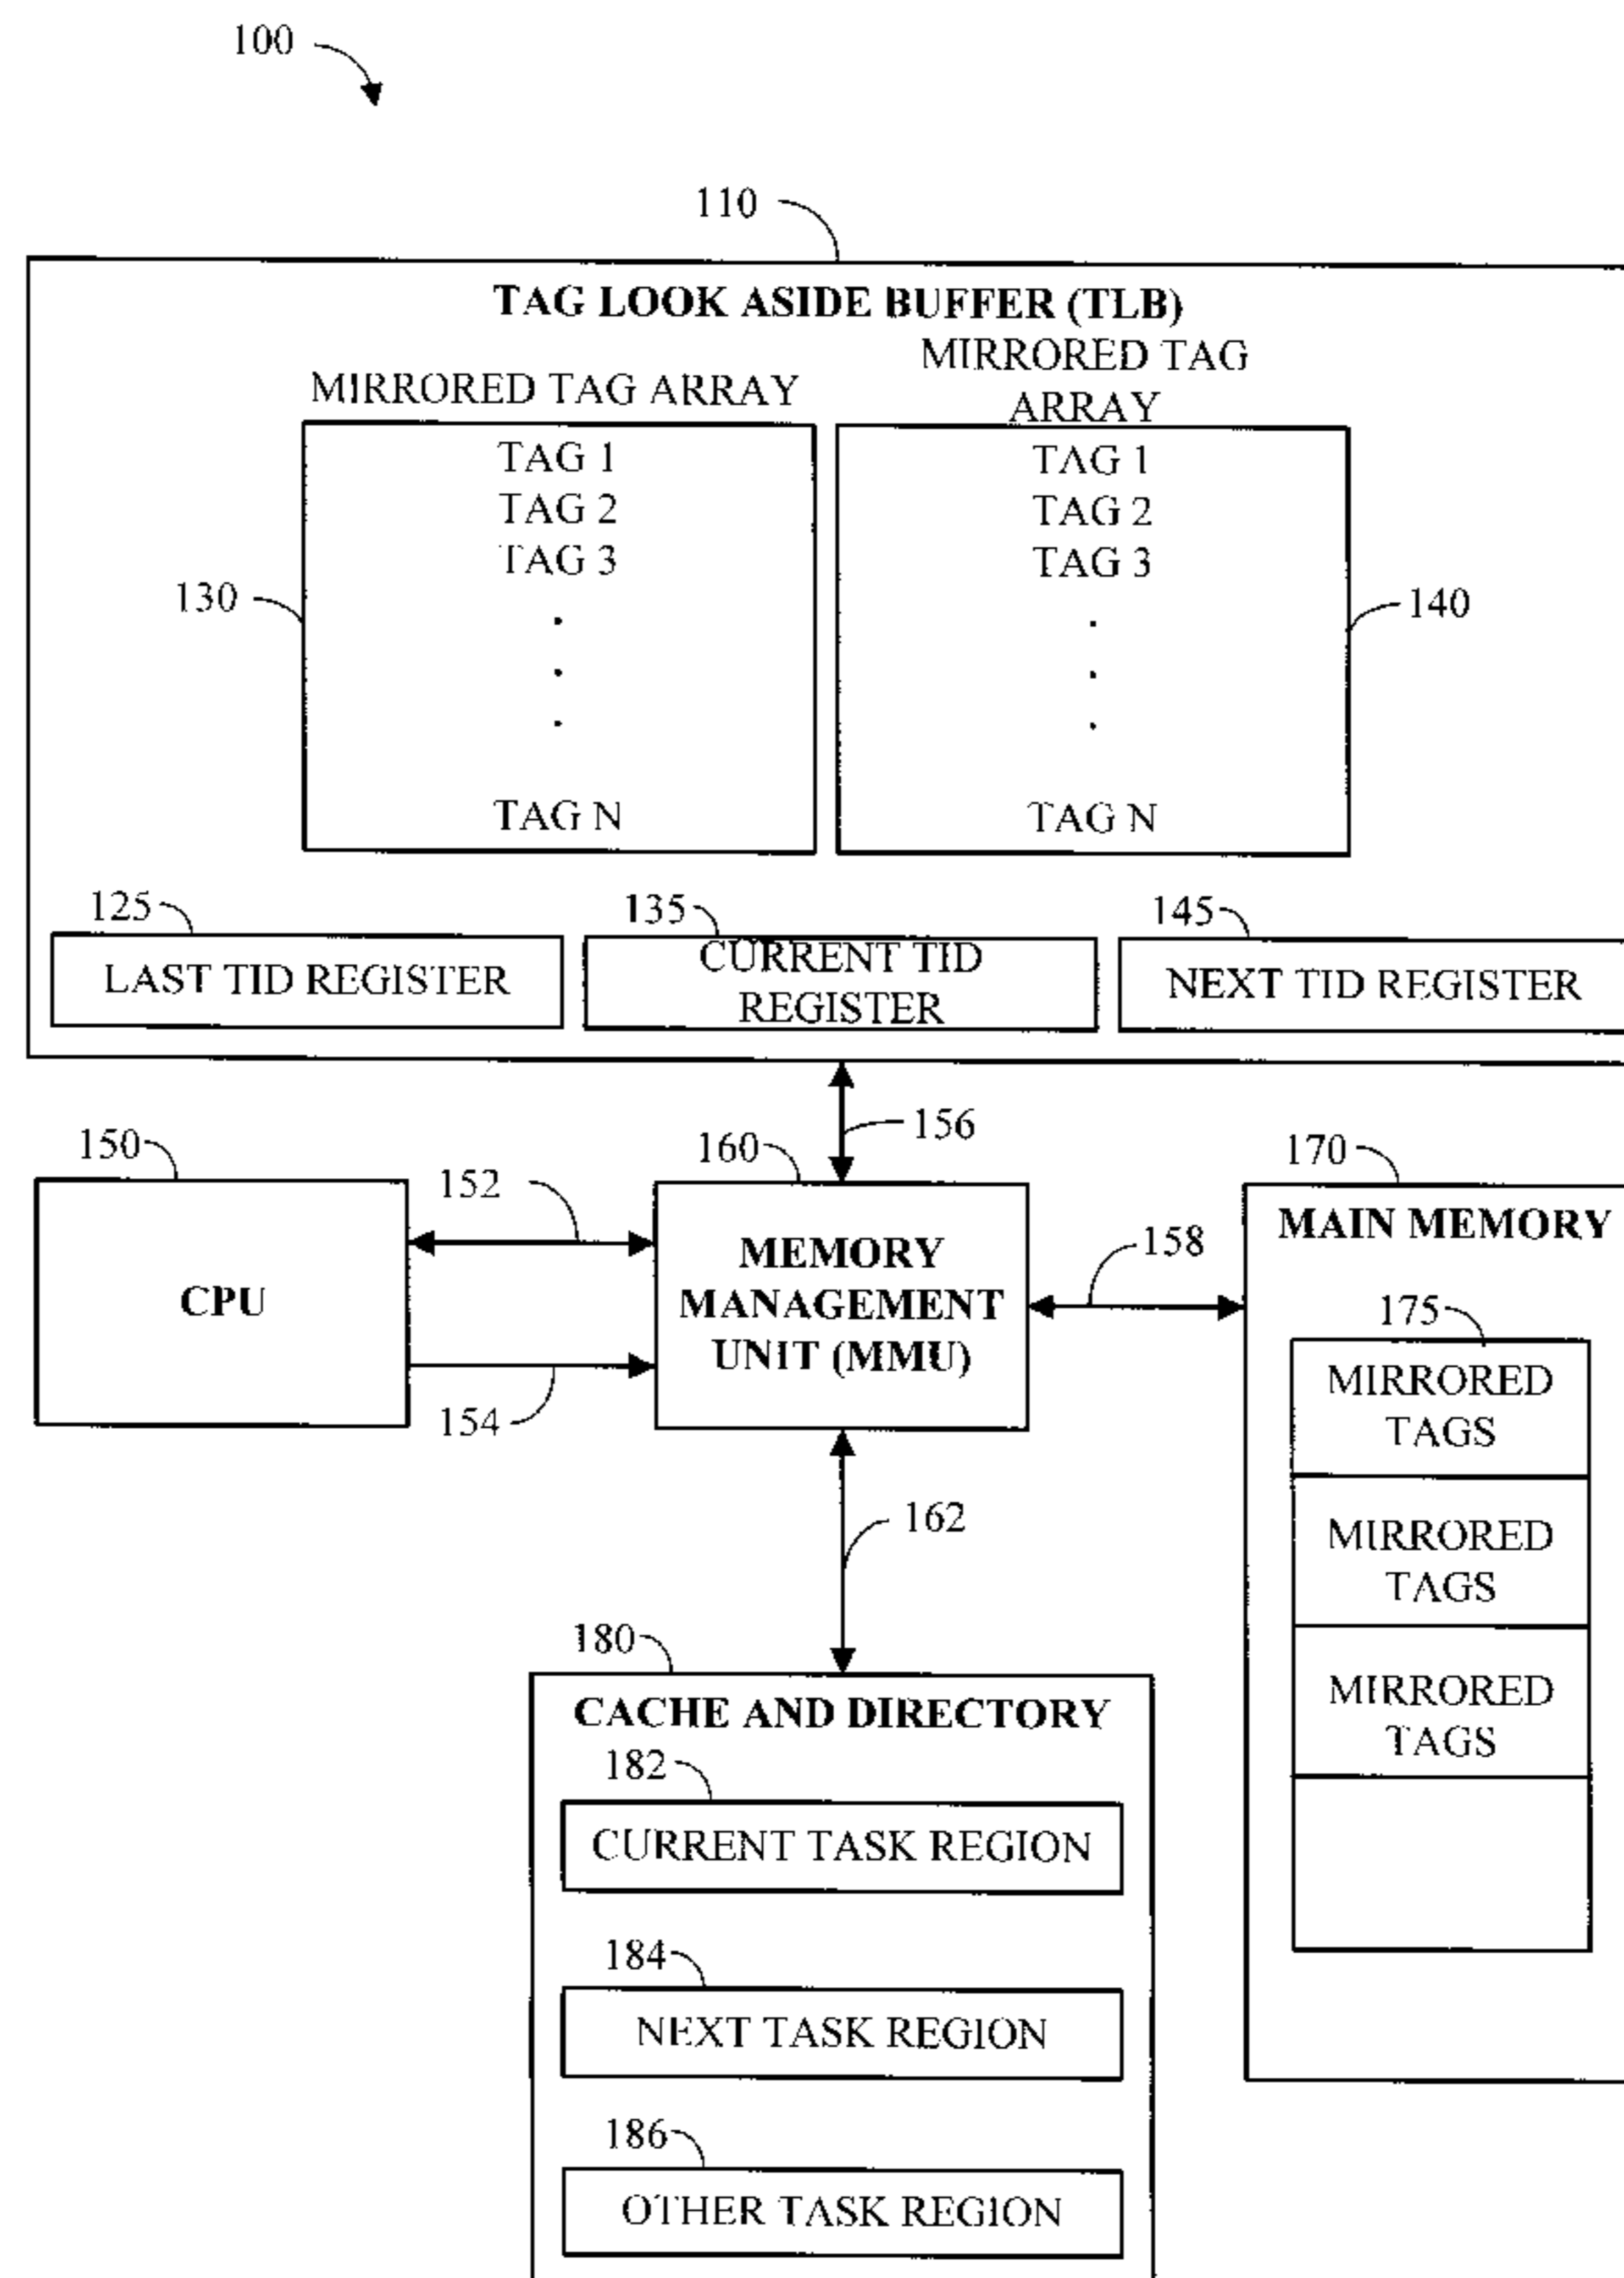 100
110
TAG LOOK ASIDE BUFFER (TLB)
MIRRORED TAG ARRAY
TAG 1
TAG 2
TAG 3
.
.
.
TAG N
130
MIRRORED TAG
ARRAY
TAG 1
TAG 2
TAG 3
.
.
.
TAG N
140
125
LAST TID REGISTER
135
CURRENT TID
REGISTER
145
NEXT TID REGISTER
156
150
CPU
152
154
160
MEMORY
MANAGEMENT
UNIT (MMU)
158
170
MAIN MEMORY
175
MIRRORED
TAGS
MIRRORED
TAGS
MIRRORED
TAGS
162
180
CACHE AND DIRECTORY
182
CURRENT TASK REGION
184
NEXT TASK REGION
186
OTHER TASK REGION